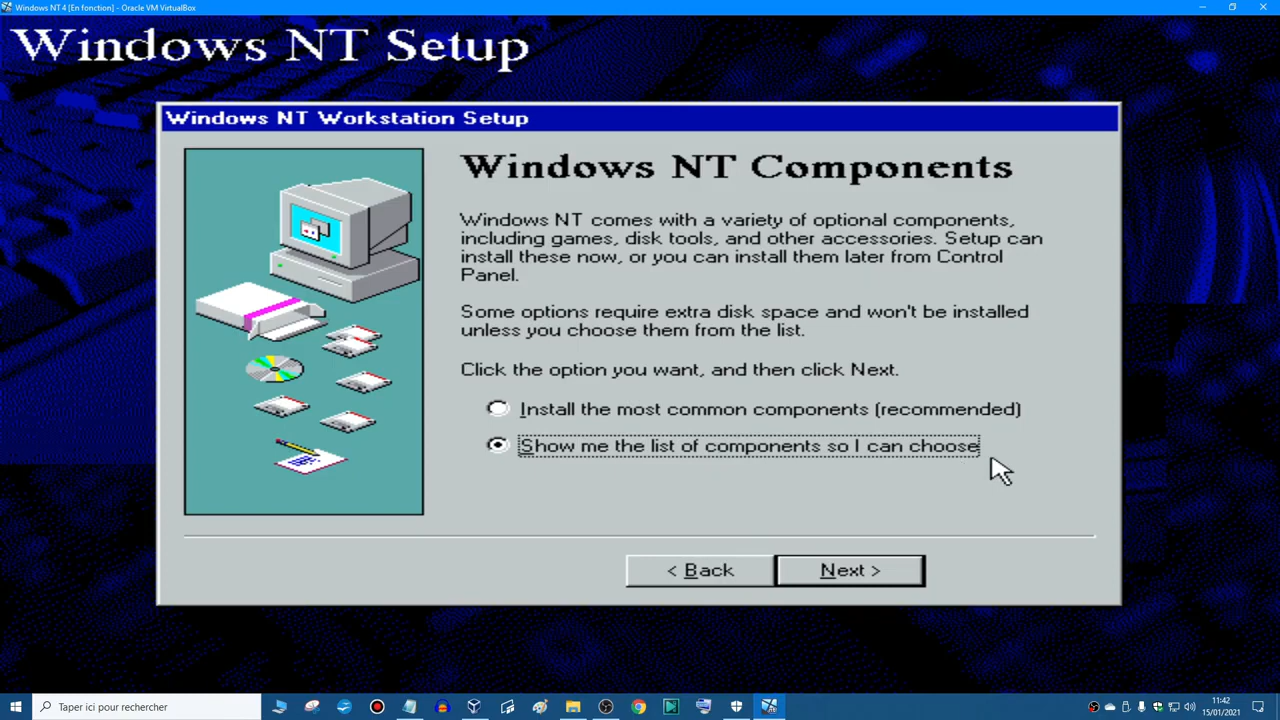 Windows NT 4 [En fonction] - Oracle VM VirtualBox
Windows NT Setup
Windows NT Workstation Setup
Windows NT Components
Windows NT comes with a variety of optional components,
including games, disk tools, and other accessories. Setup can
install these now, or you can install them later from Control
Panel.
Some options require extra disk space and won't be installed
unless you choose them from the list.
Click the option you want, and then click Next.
Install the most common components (recommended)
Show me the list of components so I can choose
< Back
Next >
Taper ici pour rechercher
11:42
15/01/2021